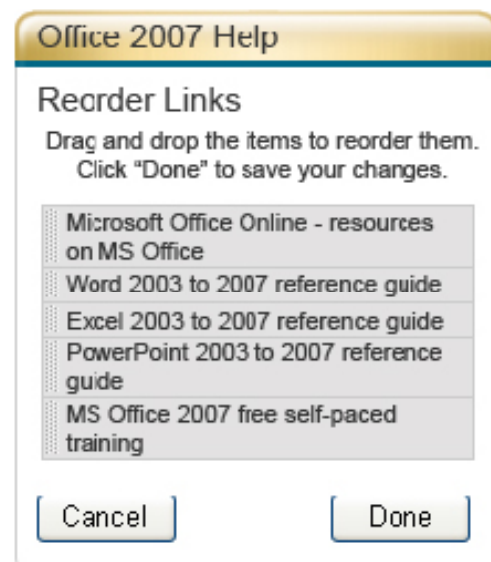 Office 2007 Help
Reorder Links
Drag and drop the items to reorder them.
Click “Done” to save your changes.
Microsoft Office Online - resources
on MS Office
Word 2003 to 2007 reference guide
Excel 2003 to 2007 reference guide
PowerPoint 2003 to 2007 reference
guide
MS Office 2007 free self-paced
training
Cancel
Done